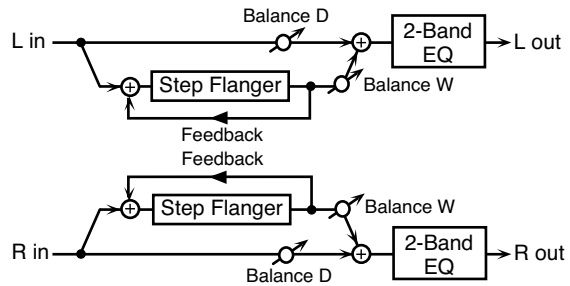 Balance D
L in
2-Band
EQ
L out
Step Flanger
Balance W
Feedback
Feedback
Step Flanger
Balance W
R in
2-Band
EQ
R out
Balance D